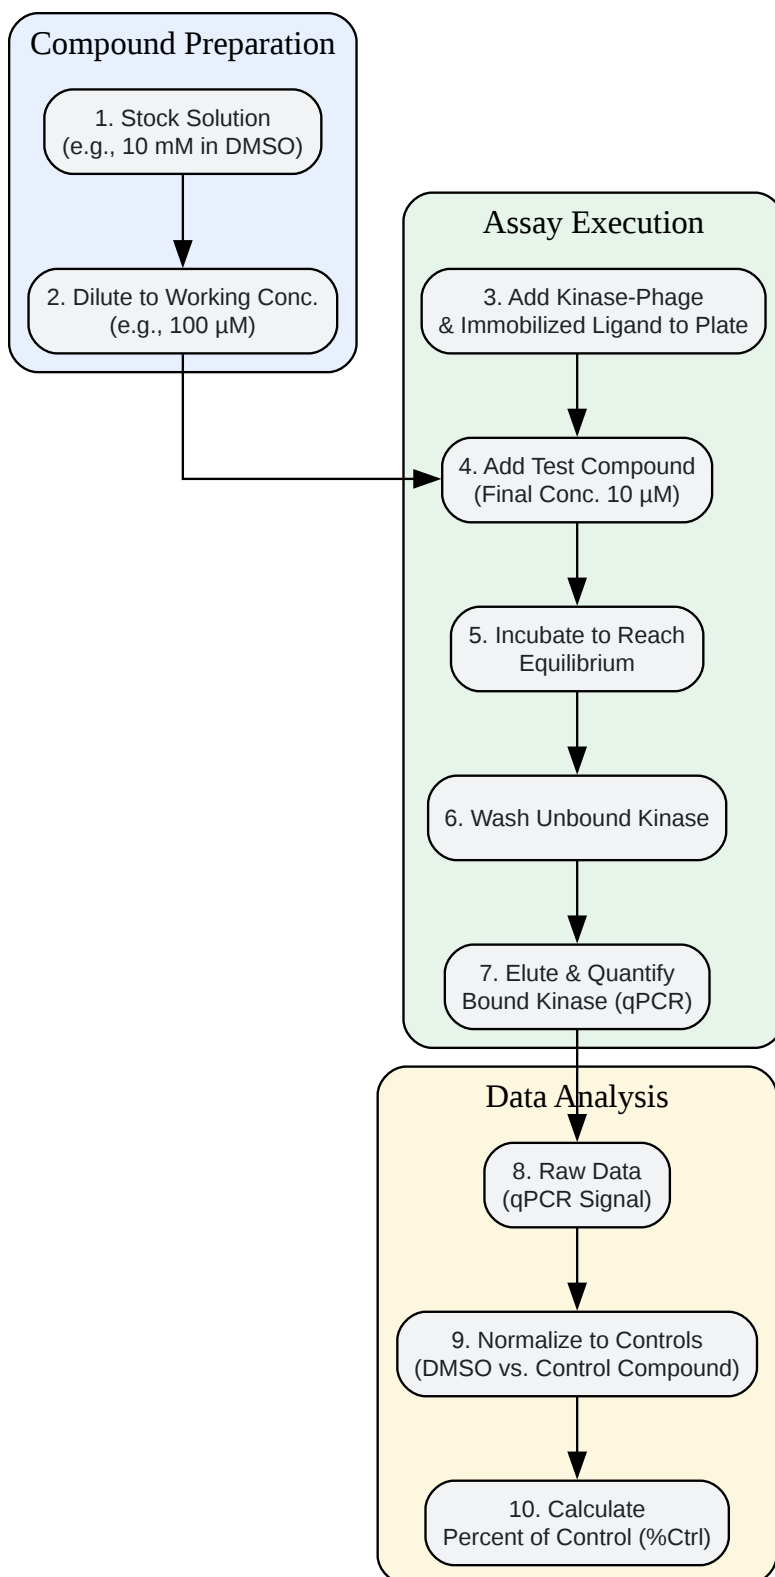 Compound Preparation
1. Stock Solution
(e.g., 10 mM in DMSO)
2. Dilute to Working Conc.
(e.g., 100 µM)
Assay Execution
3. Add Kinase-Phage
& Immobilized Ligand to Plate
4. Add Test Compound
(Final Conc. 10 µM)
5. Incubate to Reach
Equilibrium
6. Wash Unbound Kinase
7. Elute & Quantify
Bound Kinase (qPCR)
Data Analysis
8. Raw Data
(qPCR Signal)
9. Normalize to Controls
(DMSO vs. Control Compound)
10. Calculate
Percent of Control (%Ctrl)